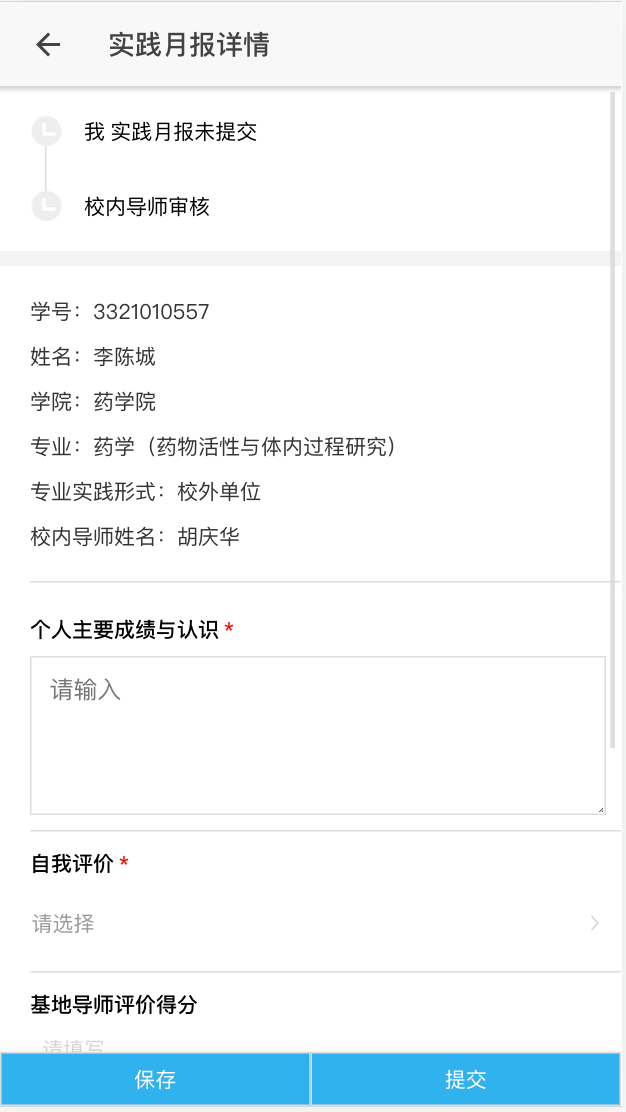 实践月报详情
我 实践月报未提交
校内导师审核
学号：3321010557
姓名：李陈城
学院：药学院
专业：药学（药物活性与体内过程研究）
专业实践形式：校外单位
校内导师姓名：胡庆华
个人主要成绩与认识 *
请输入
自我评价 *
请选择
基地导师评价得分
请填写
保存
提交